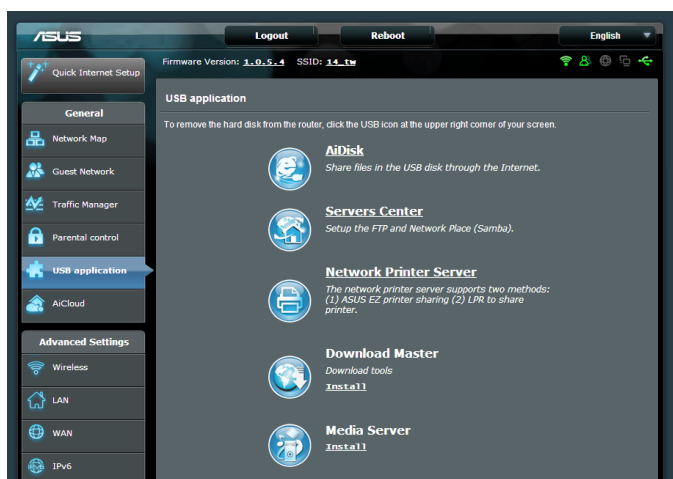 ASUS
Logout
Reboot
English
Quick Internet Setup
Firmware Version: 1.0.5.4 SSID: 14_tw
General
Network Map
Guest Network
Traffic Manager
Parental control
USB application
AiCloud
Advanced Settings
Wireless
LAN
WAN
IPv6
USB application
To remove the hard disk from the router, click the USB icon at the upper right corner of your screen.
AiDisk
Share files in the USB disk through the Internet.
Servers Center
Setup the FTP and Network Place (Samba).
Network Printer Server
The network printer server supports two methods:
(1) ASUS EZ printer sharing (2) LPR to share
printer.
Download Master
Download tools
Install
Media Server
Install